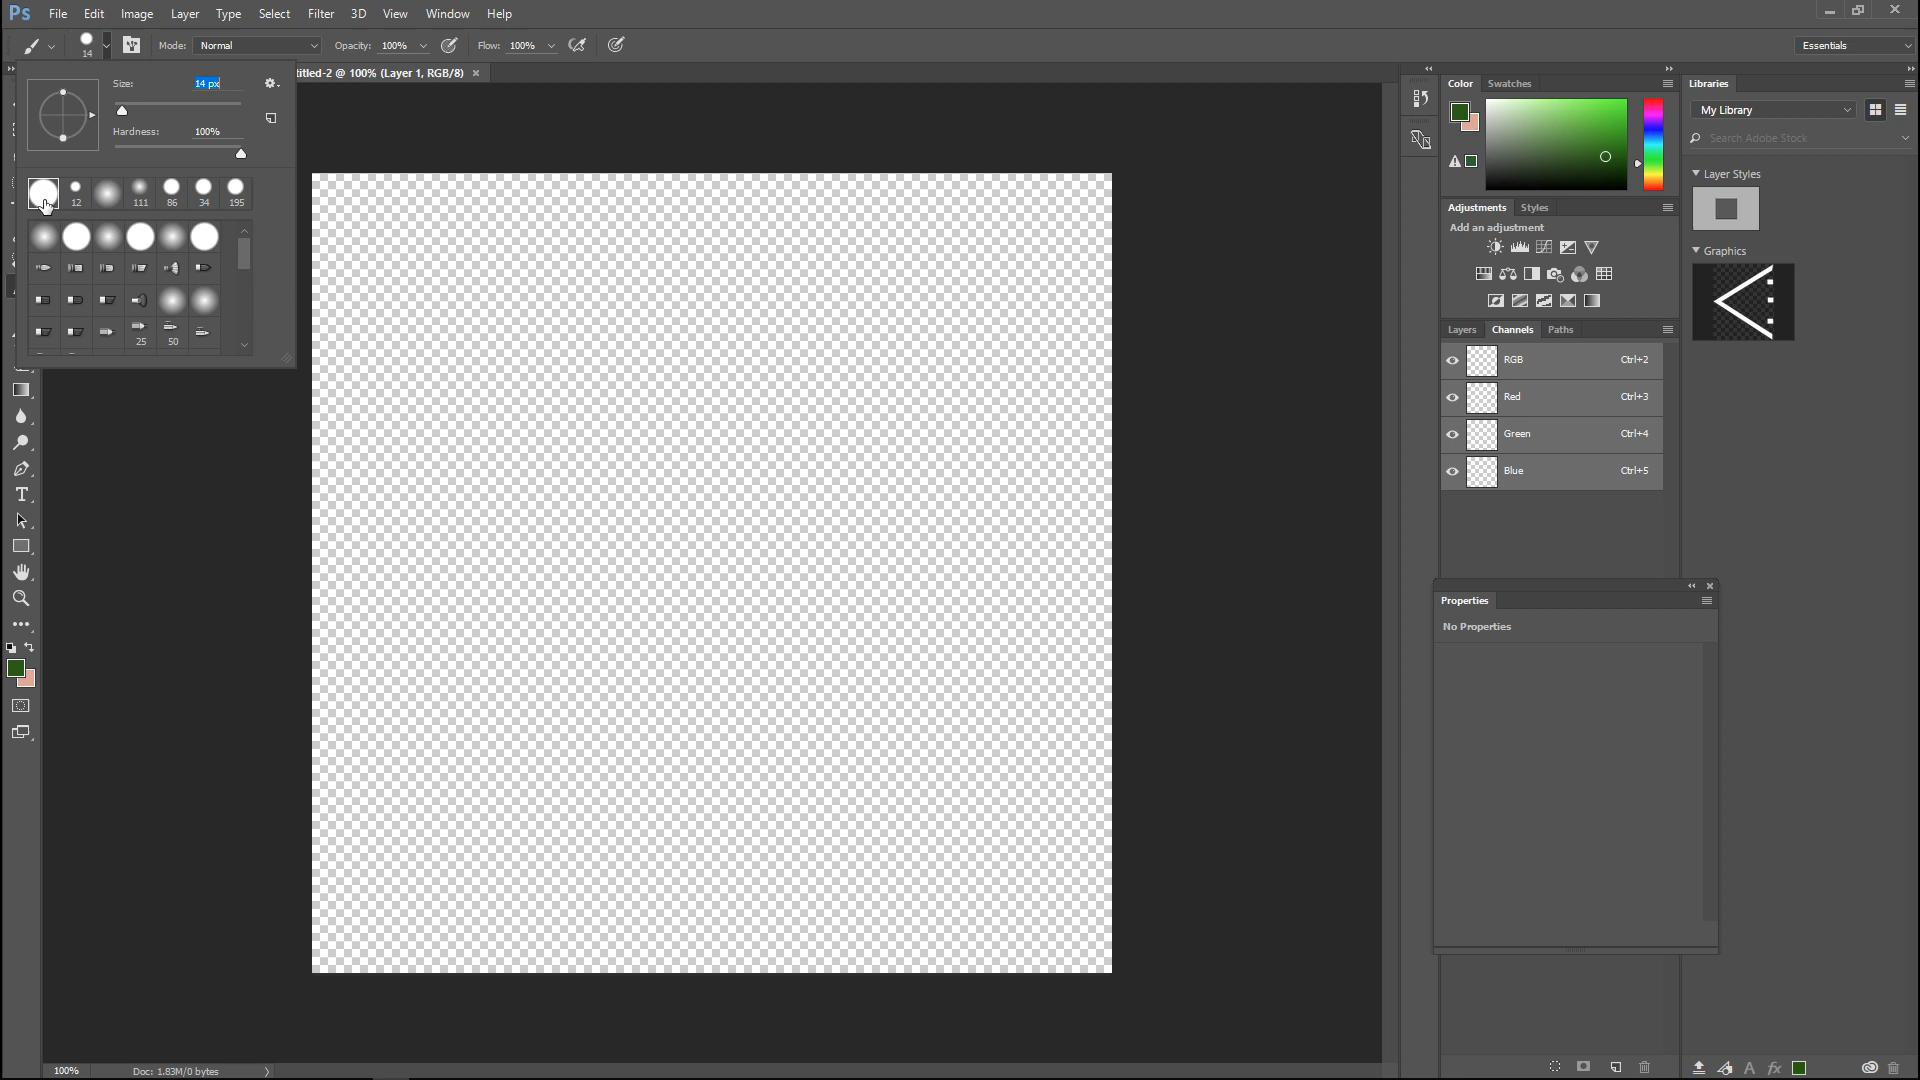 Ps File Edit Image Layer Type Select Filter 3D View Window Help
14 Mode: Normal Opacity: 100% Flow: 100% Essentials
titled-2 @ 100% (Layer 1, RGB/8)
Size: 14 px
Hardness: 100%
12 111 86 34 195
25 50
T
100% Doc: 1.83M/0 bytes
Color Swatches
Adjustments Styles
Add an adjustment
Layers Channels Paths
RGB Ctrl+2
Red Ctrl+3
Green Ctrl+4
Blue Ctrl+5
Properties
No Properties
Libraries
My Library
Search Adobe Stock
Layer Styles
Graphics
A fx